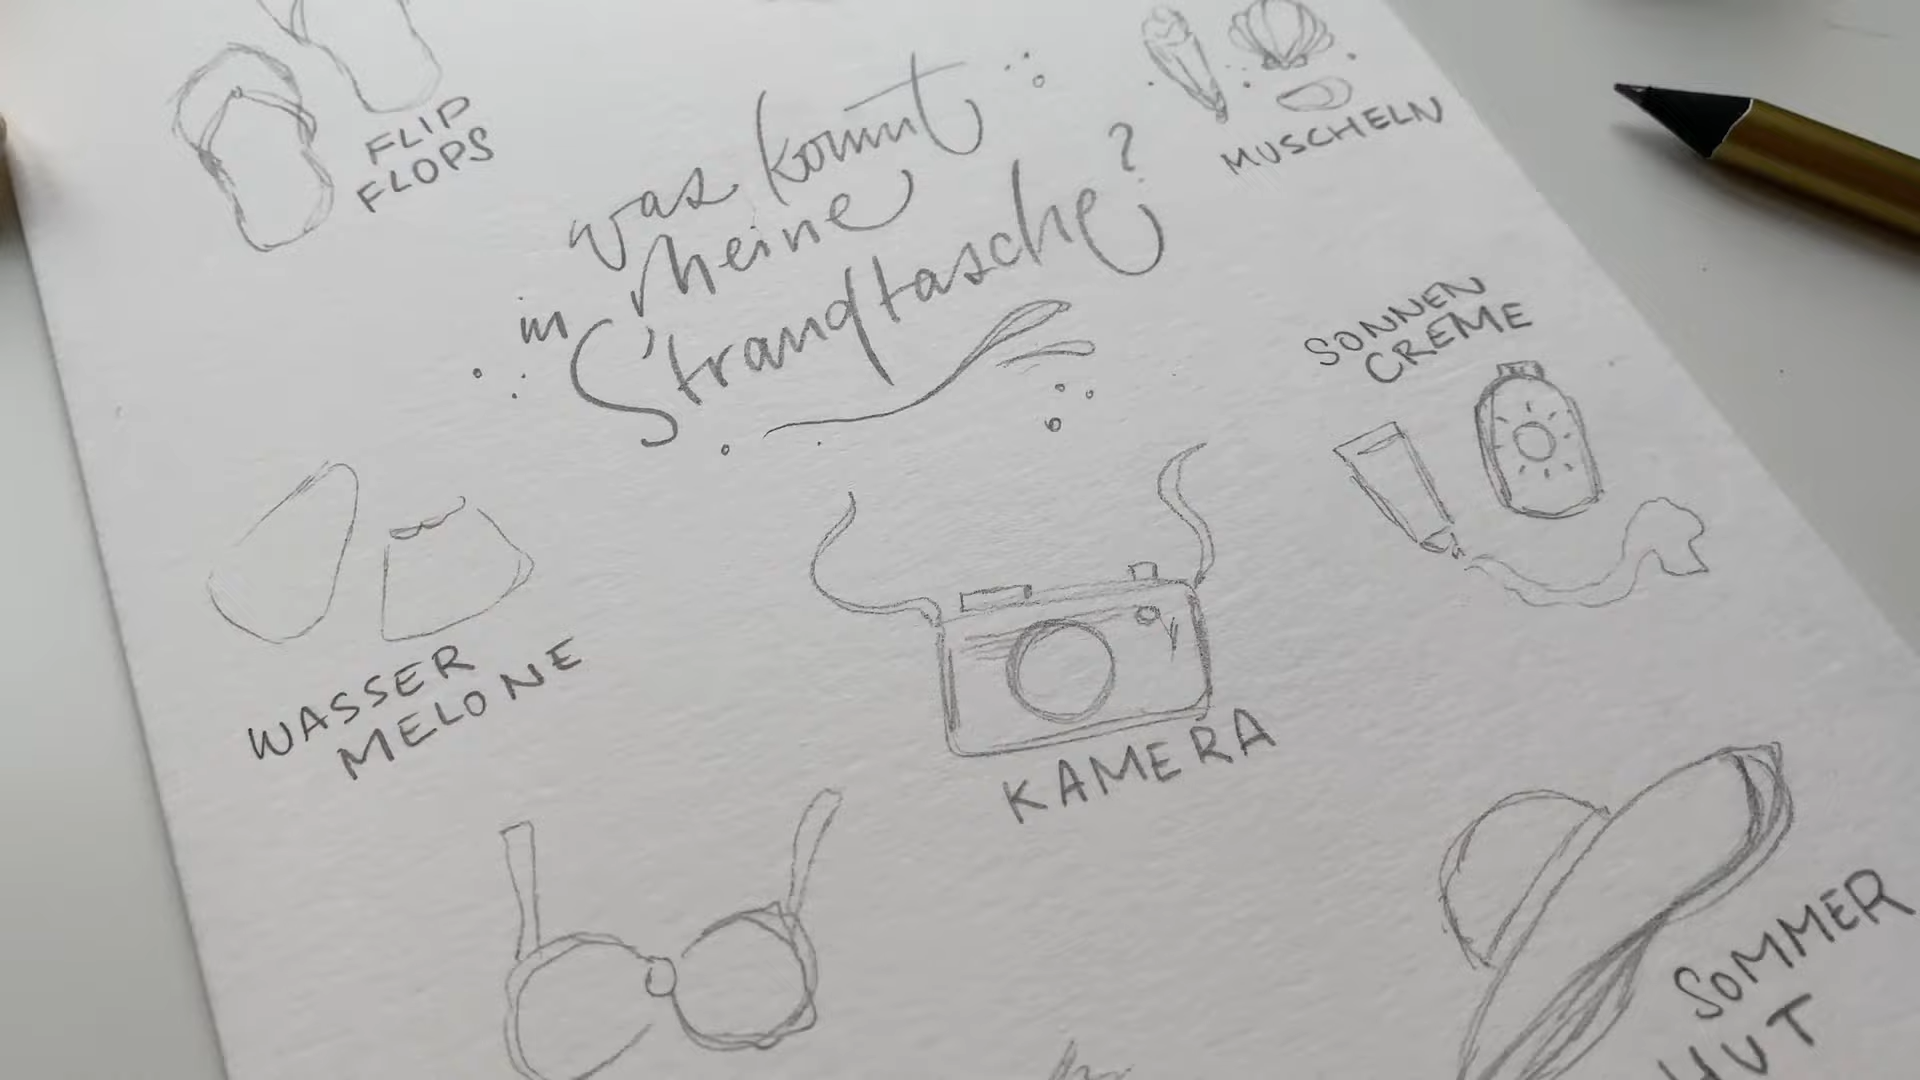 FLIP
FLOPS
was kommt
in meine
Strandtasche?
MUSCHELN
SONNEN
CREME
WASSER
MELONE
KAMERA
SOMMER
HUT